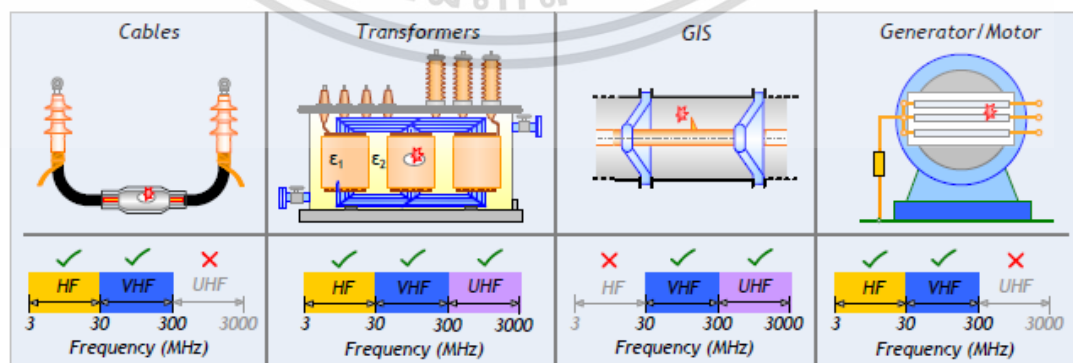 Cables
Transformers
GIS
Generator/Motor
ε1 ε2
HF VHF UHF
3 30 300 3000
Frequency (MHz)
HF VHF UHF
3 30 300 3000
Frequency (MHz)
HF VHF UHF
3 30 300 3000
Frequency (MHz)
HF VHF UHF
3 30 300 3000
Frequency (MHz)